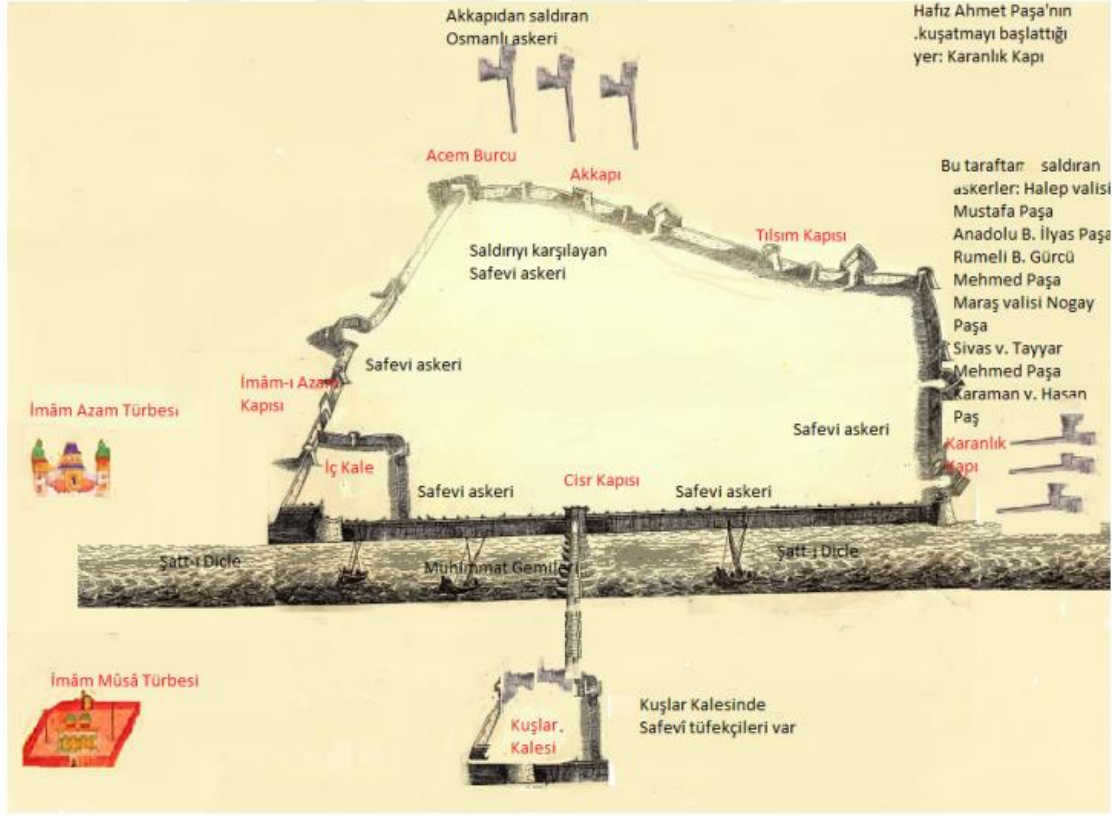 Akkapıdan saldıran
Osmanlı askeri
Hafız Ahmet Paşa'nın
.kuşatmayı başlattığı
yer: Karanlık Kapı
Acem Burcu
Akkapı
Tılsım Kapısı
Bu taraftan saldıran
askerler: Halep valisi
Mustafa Paşa
Anadolu B. İlyas Paşa
Rumeli B. Gürcü
Mehmed Paşa
Maraş valisi Nogay
Paşa
Sivas v. Tayyar
Mehmed Paşa
Karaman v. Hasan
Paş
Saldırıyı karşılayan
Safevi askeri
Safevi askeri
İmâm-ı Azam
Kapısı
İmâm Azam Türbesi
Safevi askeri
Karanlık
Kapı
İç Kale
Safevi askeri
Cisr Kapısı
Safevi askeri
Şatt-ı Dicle
Mühimmat Gemileri
Şatt-ı Dicle
İmâm Mûsâ Türbesi
Kuşlar.
Kalesi
Kuşlar Kalesinde
Safevî tüfekçileri var